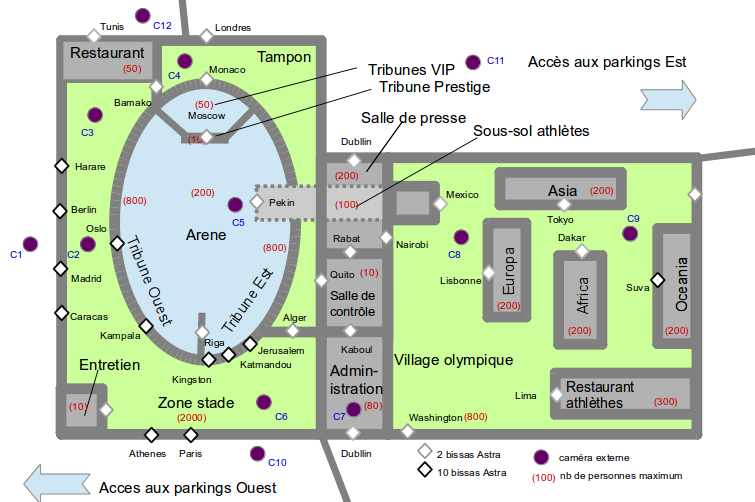 Tunis
C12
Londres
Restaurant
(50)
C4
Tampon
Monaco
C11
Accès aux parkings Est
Tribunes VIP
Tribune Prestige
Bamako
(50)
Moscow
Salle de presse
Sous-sol athlètes
C3
Dubllin
Harare
(200)
Asia
(200)
(800)
(200)
Pekin
(100)
Mexico
Tokyo
Berlin
C5
C9
Oslo
Arene
Rabat
Nairobi
Dakar
C1
C2
(800)
C8
Tribune Ouest
Tribune Est
Madrid
Quito
(10)
Lisbonne
Europa
(200)
Africa
(200)
Suva
Oceania
(200)
Salle de
contrôle
Caracas
Kampala
Riga
Alger
Jerusalem
Kaboul
Katmandou
Kingston
Village olympique
Entretien
Admin-
istration
(80)
(10)
Zone stade
(2000)
C6
C7
Lima
Restaurant
athlèthes
(300)
Washington
(800)
Athenes
Paris
C10
Dubllin
2 bissas Astra
10 bissas Astra
caméra externe
(100)
nb de personnes maximum
Acces aux parkings Ouest